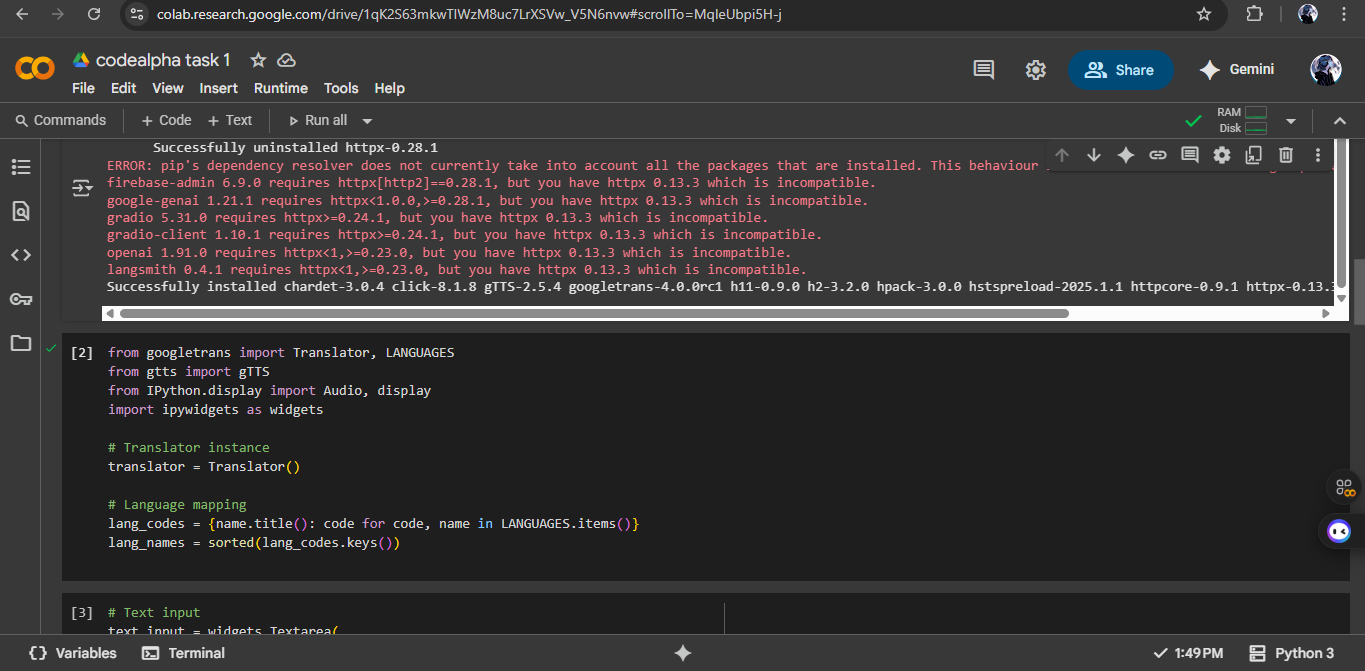 colab.research.google.com/drive/1qK2S63mkwTIWzM8uc7LrXSVw_V5N6nvw#scrollTo=MqIeUbpi5H-j
codealpha task 1
File Edit View Insert Runtime Tools Help
Share
Gemini
Commands + Code + Text Run all
RAM
Disk
Successfully uninstalled httpx-0.28.1
ERROR: pip's dependency resolver does not currently take into account all the packages that are installed. This behaviour
firebase-admin 6.9.0 requires httpx[http2]==0.28.1, but you have httpx 0.13.3 which is incompatible.
google-genai 1.21.1 requires httpx<1.0.0,>=0.28.1, but you have httpx 0.13.3 which is incompatible.
gradio 5.31.0 requires httpx>=0.24.1, but you have httpx 0.13.3 which is incompatible.
gradio-client 1.10.1 requires httpx>=0.24.1, but you have httpx 0.13.3 which is incompatible.
openai 1.91.0 requires httpx<1,>=0.23.0, but you have httpx 0.13.3 which is incompatible.
langsmith 0.4.1 requires httpx<1,>=0.23.0, but you have httpx 0.13.3 which is incompatible.
Successfully installed chardet-3.0.4 click-8.1.8 gTTS-2.5.4 googletrans-4.0.0rc1 h11-0.9.0 h2-3.2.0 hpack-3.0.0 hstspreload-2025.1.1 httpcore-0.9.1 httpx-0.13.
[2] from googletrans import Translator, LANGUAGES
from gtts import gTTS
from IPython.display import Audio, display
import ipywidgets as widgets
# Translator instance
translator = Translator()
# Language mapping
lang_codes = {name.title(): code for code, name in LANGUAGES.items()}
lang_names = sorted(lang_codes.keys())
[3] # Text input
text_input = widgets.Textarea(
Variables Terminal
1:49 PM Python 3